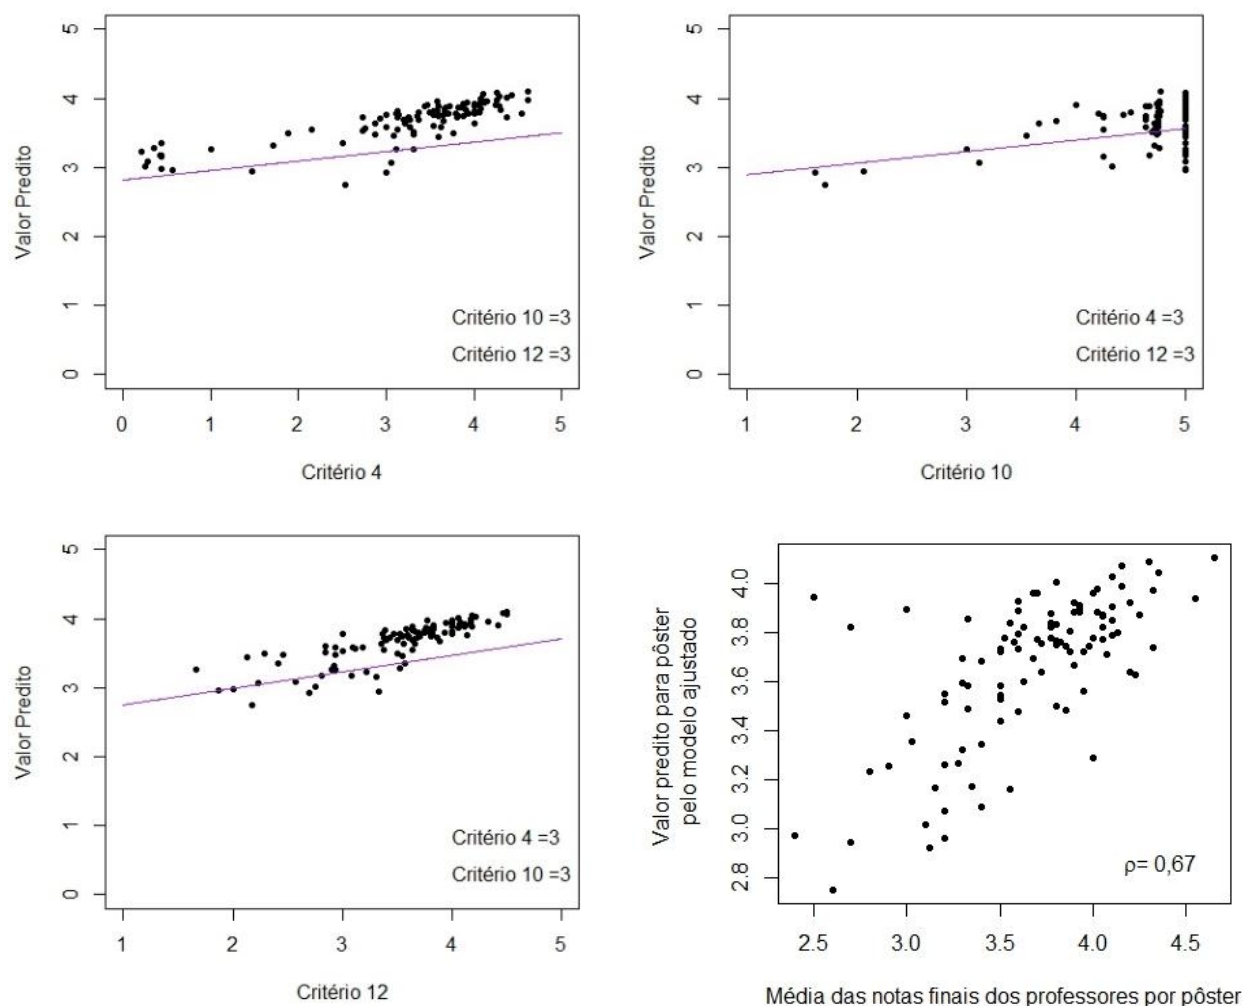 5
4
3
2
1
0
Valor Predito
Critério 10 =3
Critério 12 =3
0 1 2 3 4 5
Critério 4
5
4
3
2
1
0
Valor Predito
Critério 4 =3
Critério 12 =3
1 2 3 4 5
Critério 10
5
4
3
2
1
0
Valor Predito
Critério 4 =3
Critério 10 =3
1 2 3 4 5
Critério 12
Valor predito para pôster
pelo modelo ajustado
4.0
3.8
3.6
3.4
3.2
3.0
2.8
ρ= 0,67
2.5 3.0 3.5 4.0 4.5
Média das notas finais dos professores por pôster